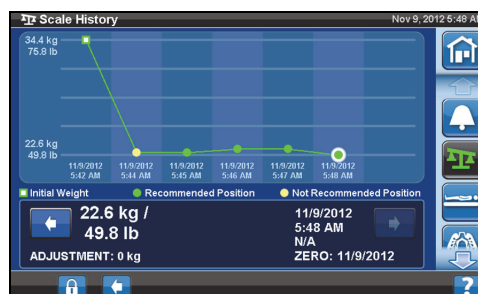 Scale History
Nov 9, 2012 5:48 AM
34.4 kg
75.8 lb
22.6 kg
49.8 lb
11/9/2012 11/9/2012 11/9/2012 11/9/2012 11/9/2012 11/9/2012
5:42 AM 5:44 AM 5:45 AM 5:46 AM 5:47 AM 5:48 AM
Initial Weight Recommended Position Not Recommended Position
22.6 kg /
49.8 lb
11/9/2012
5:48 AM
N/A
ADJUSTMENT: 0 kg
ZERO: 11/9/2012
?